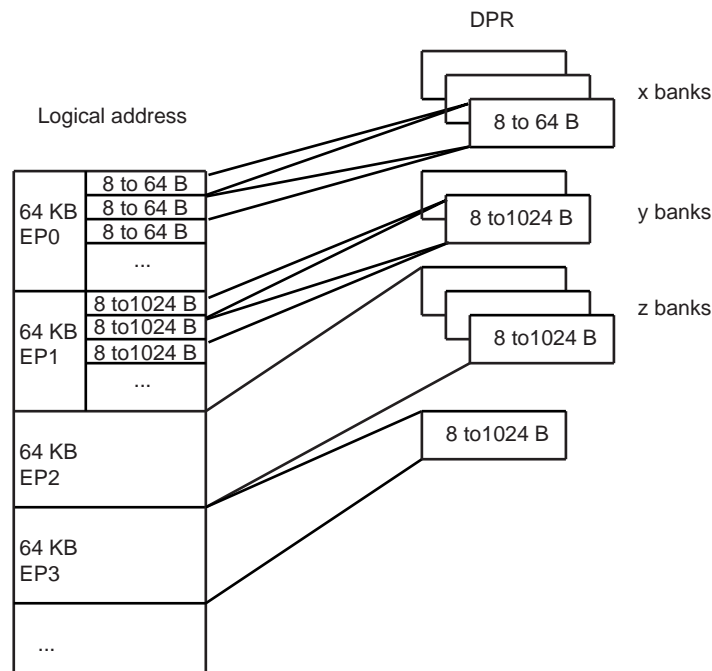 DPR
x banks
8 to 64 B
Logical address
64 KB
EP0
8 to 64 B
8 to 64 B
8 to 64 B
...
y banks
8 to1024 B
64 KB
EP1
8 to1024 B
8 to1024 B
8 to1024 B
...
z banks
8 to1024 B
64 KB
EP2
8 to1024 B
64 KB
EP3
...